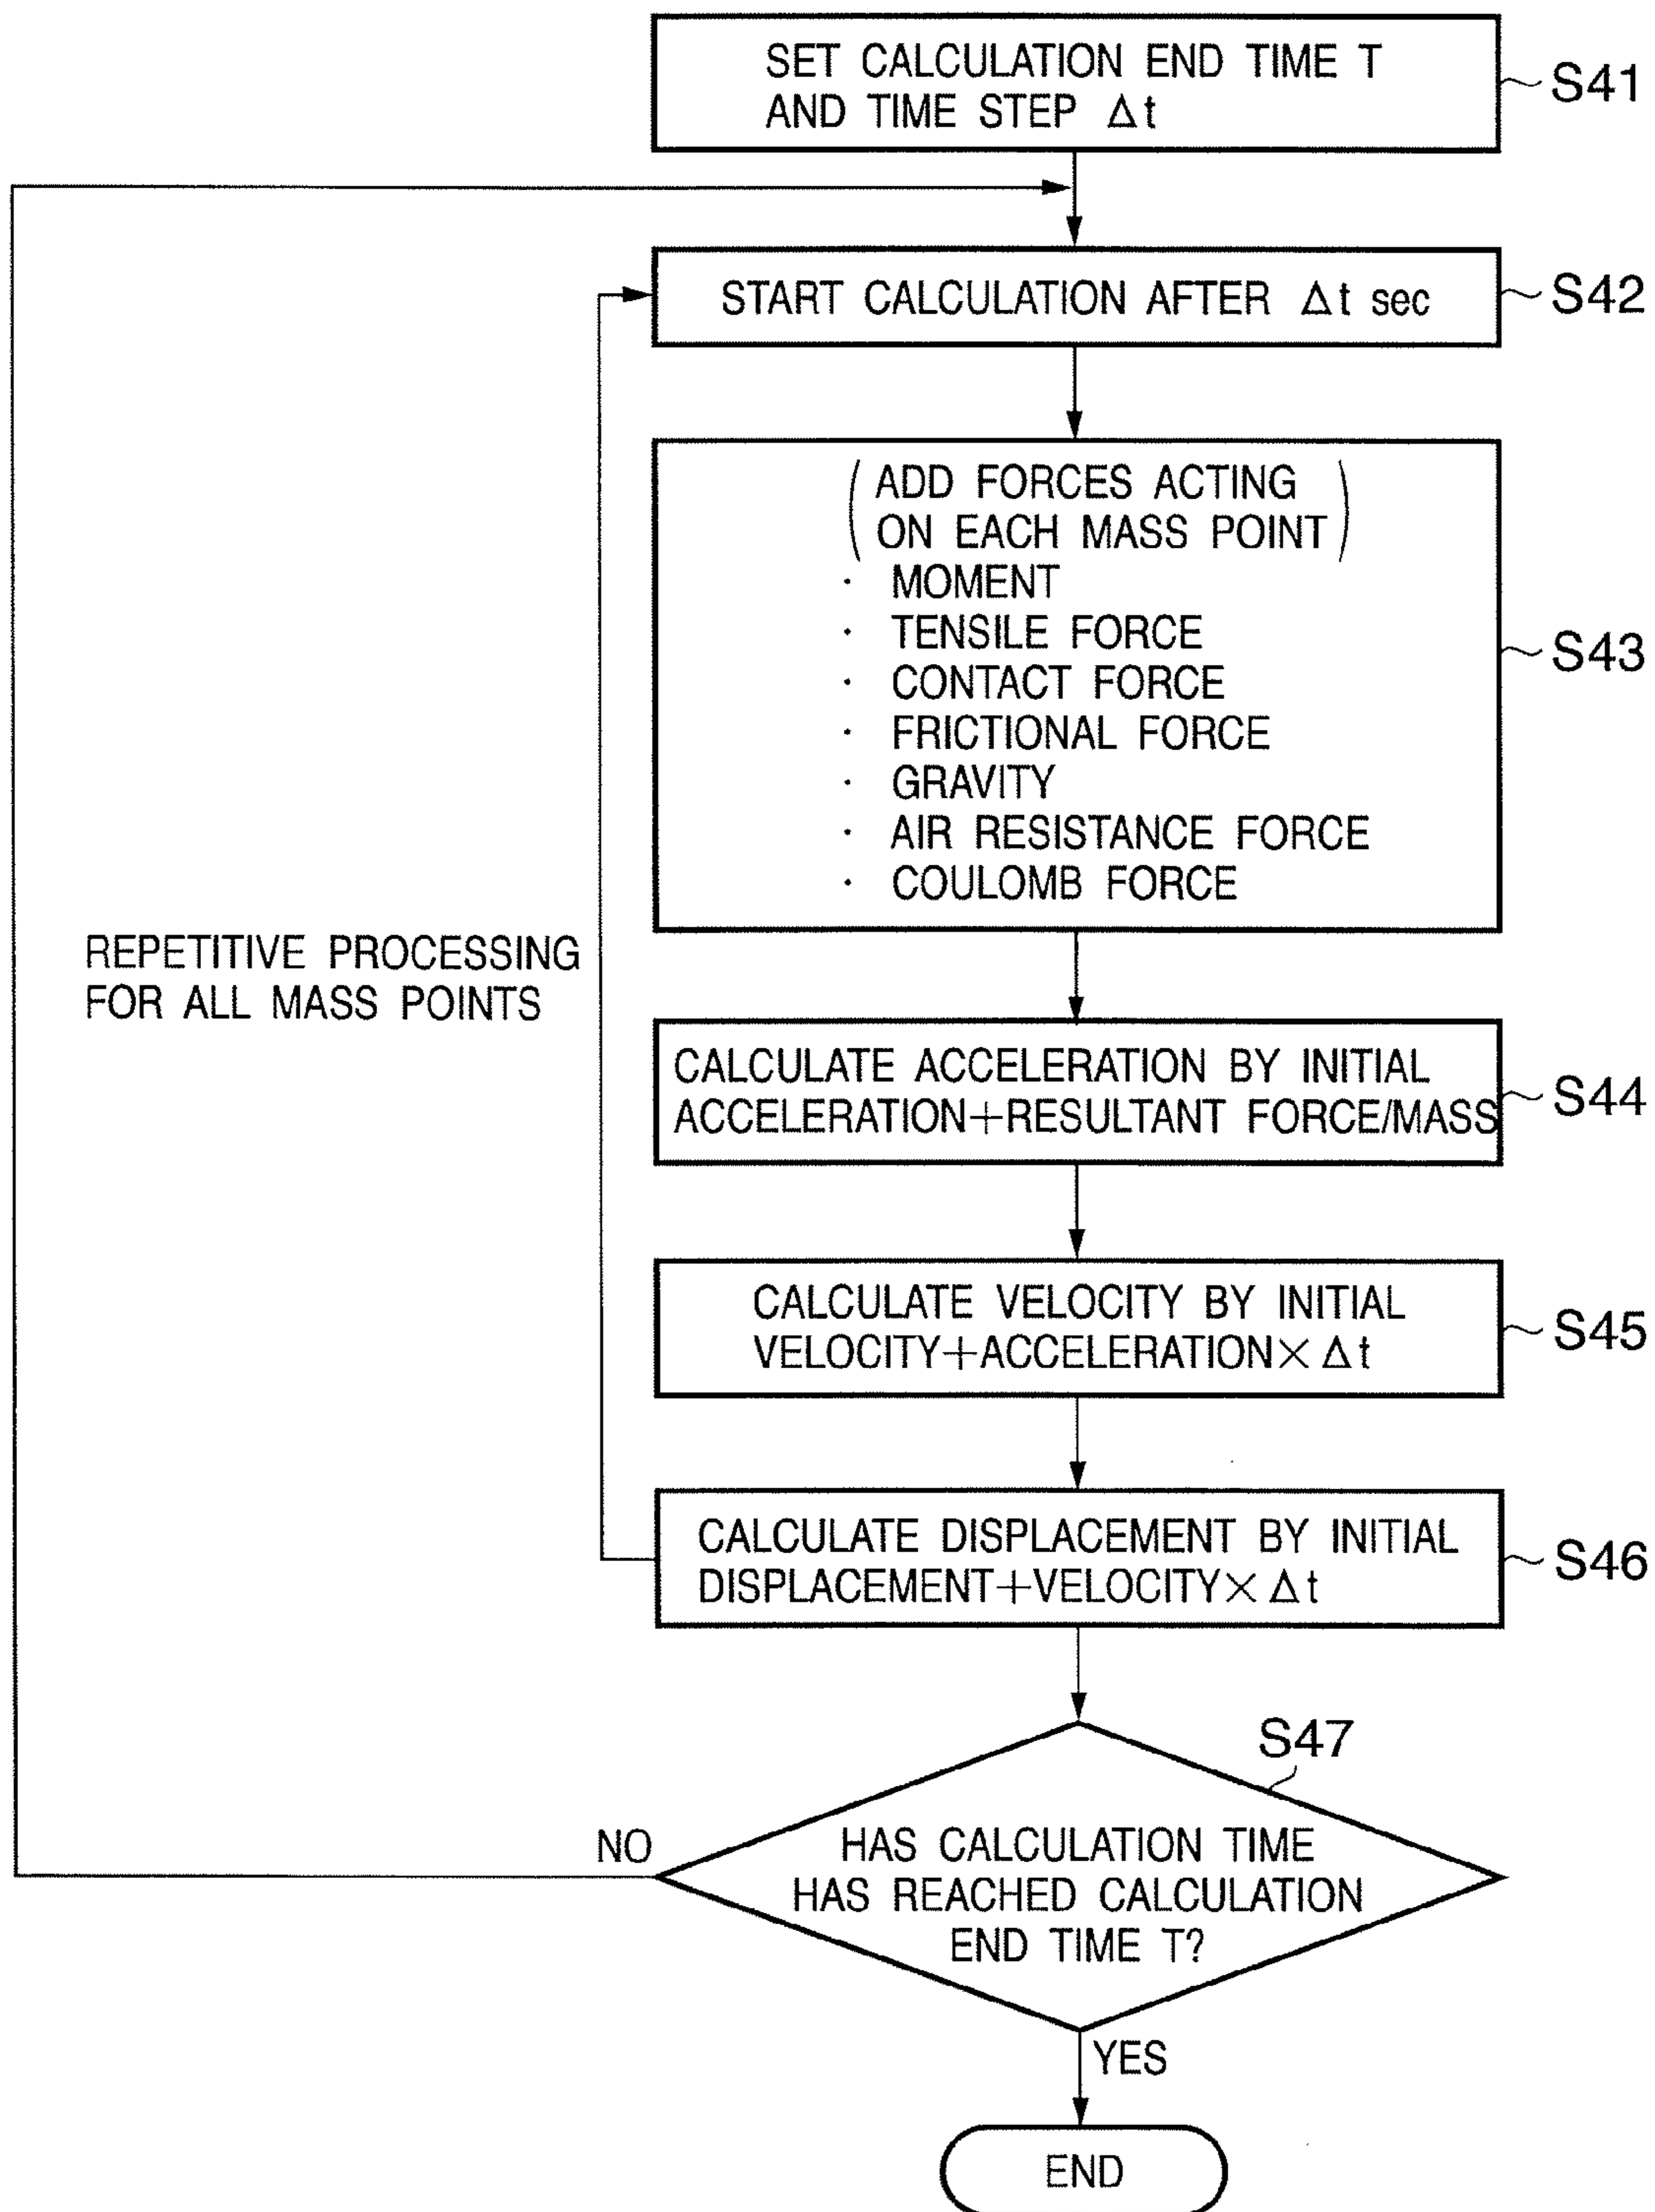 SET CALCULATION END TIME T
AND TIME STEP Δt
S41
START CALCULATION AFTER Δt sec
S42
(ADD FORCES ACTING
ON EACH MASS POINT)
· MOMENT
· TENSILE FORCE
· CONTACT FORCE
· FRICTIONAL FORCE
· GRAVITY
· AIR RESISTANCE FORCE
· COULOMB FORCE
S43
REPETITIVE PROCESSING
FOR ALL MASS POINTS
CALCULATE ACCELERATION BY INITIAL
ACCELERATION+RESULTANT FORCE/MASS
S44
CALCULATE VELOCITY BY INITIAL
VELOCITY+ACCELERATION×Δt
S45
CALCULATE DISPLACEMENT BY INITIAL
DISPLACEMENT+VELOCITY×Δt
S46
S47
HAS CALCULATION TIME
HAS REACHED CALCULATION
END TIME T?
NO
YES
END